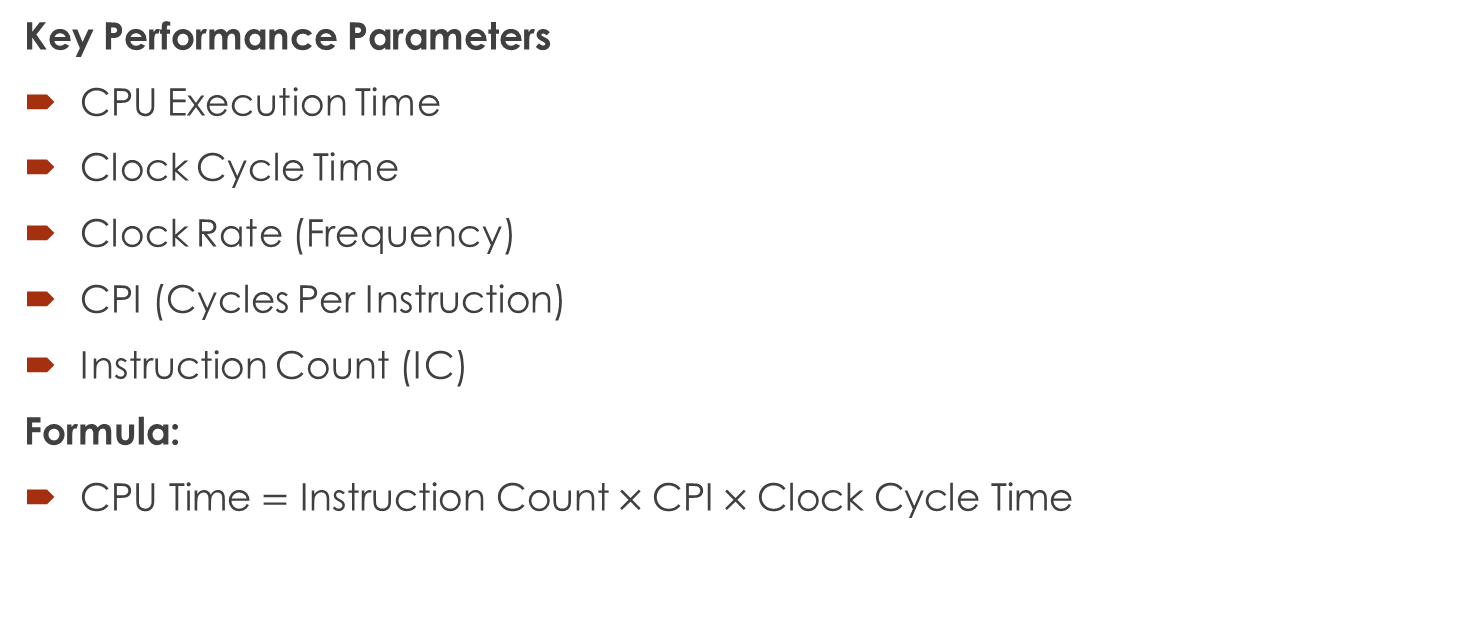 Key Performance Parameters
CPU Execution Time
Clock Cycle Time
Clock Rate (Frequency)
CPI (Cycles Per Instruction)
Instruction Count (IC)
Formula:
CPU Time = Instruction Count × CPI × Clock Cycle Time